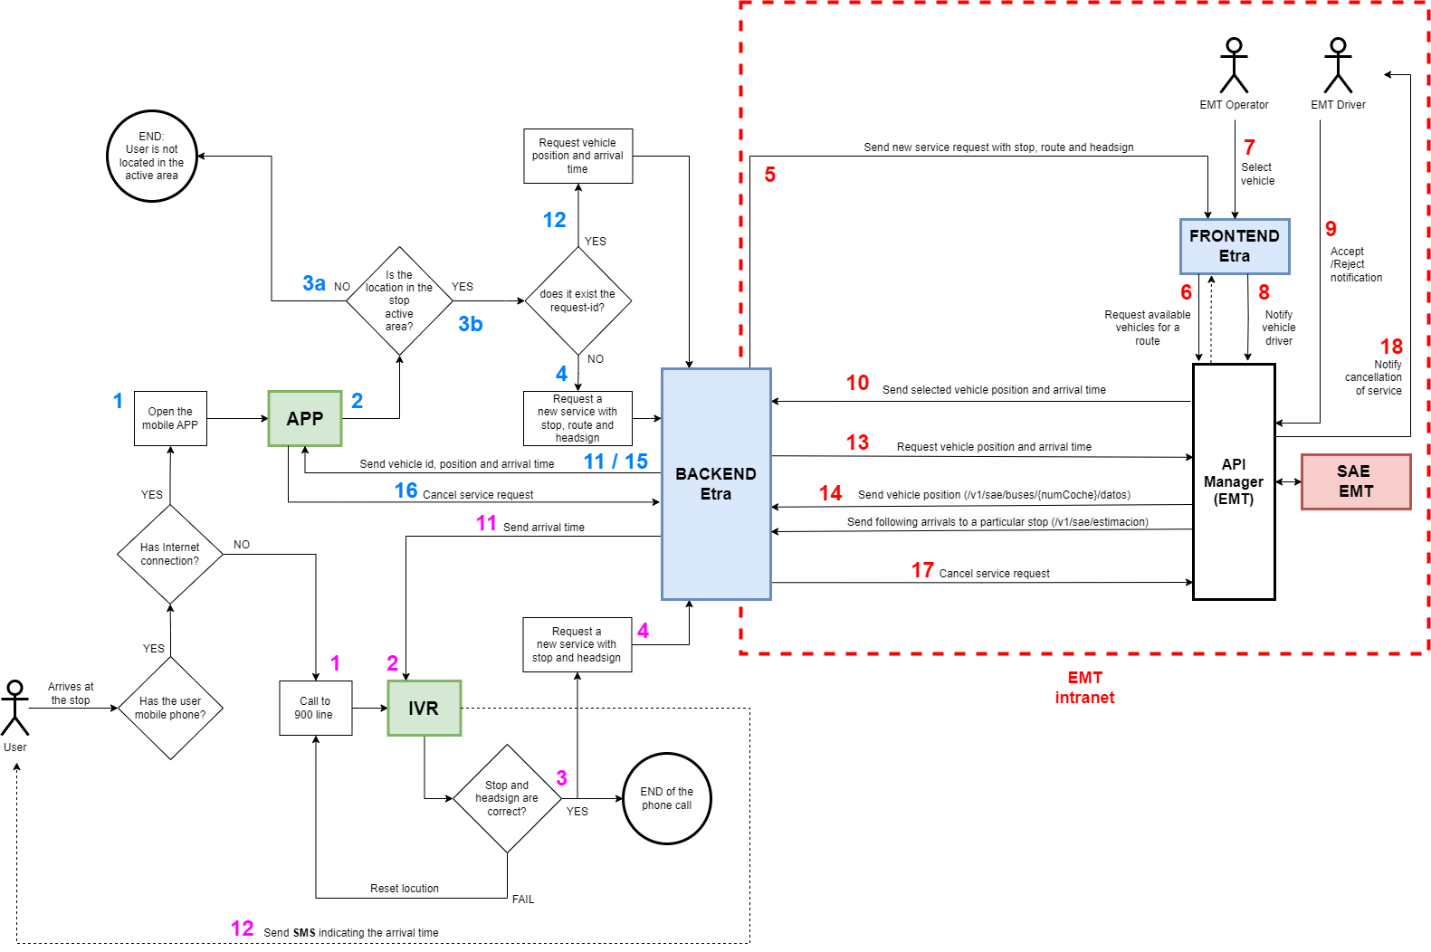 EMT Operator
EMT Driver
END:
User is not
located in the
active area
Request vehicle
position and arrival
time
Send new service request with stop, route and headsign
5
7
Select
vehicle
12
YES
9
Accept
/Reject
notification
FRONTEND
Etra
3a
NO
Is the
location in the
stop
active
area?
YES
3b
does it exist the
request-id?
6
Request available
vehicles for a
route
8
Notify
vehicle
driver
18
Notify
cancellation
of service
NO
4
1
Open the
mobile APP
APP
2
Request a
new service with
stop, route and
headsign
10
Send selected vehicle position and arrival time
13
Request vehicle position and arrival time
Send vehicle id, position and arrival time
11 / 15
BACKEND
Etra
API
Manager
(EMT)
SAE
EMT
16
Cancel service request
14
Send vehicle position (/v1/sae/buses/{numCoche}/datos)
YES
11
Send arrival time
Send following arrivals to a particular stop (/v1/sae/estimacion)
Has Internet
connection?
NO
17
Cancel service request
YES
Request a
new service with
stop and headsign
4
1
2
EMT
intranet
Arrives at
the stop
User
Has the user
mobile phone?
Call to
900 line
IVR
3
Stop and
headsign are
correct?
YES
END of the
phone call
Reset locution
FAIL
12
Send SMS indicating the arrival time